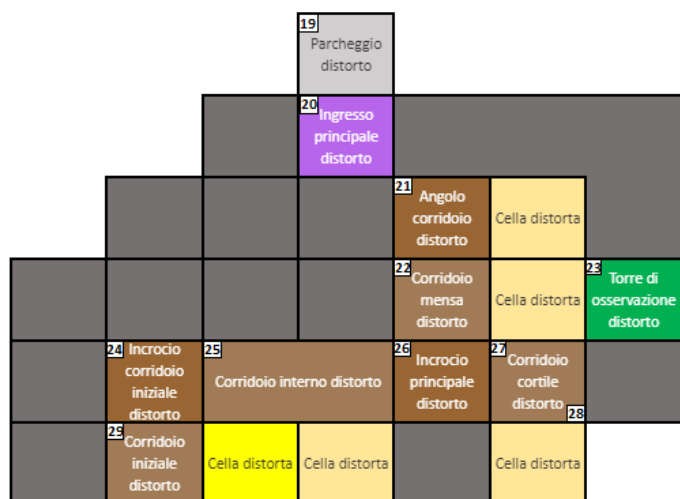 19
Parcheggio
distorto
20
Ingresso
principale
distorto
21
Angolo
corridoio
distorto
Cella distorta
22
Corridoio
mensa
distorto
Cella distorta
23
Torre di
osservazione
distorto
24
Incrocio
corridoio
iniziale
distorto
25
Corridoio interno distorto
26
Incrocio
principale
distorto
27
Corridoio
cortile
distorto
28
29
Corridoio
iniziale
distorto
Cella distorta
Cella distorta
Cella distorta